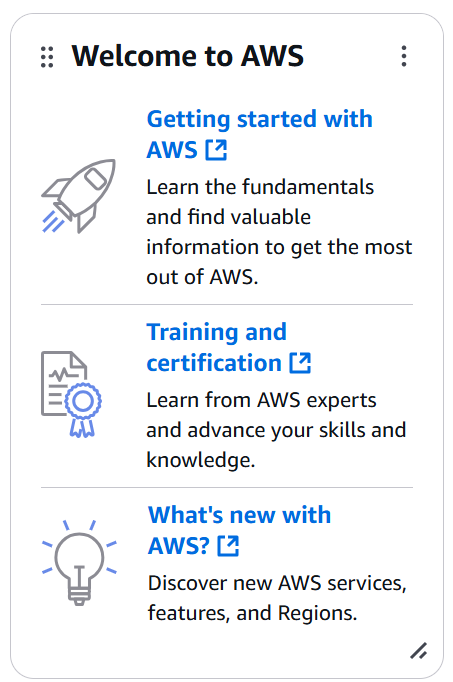 Welcome to AWS
Getting started with
AWS
Learn the fundamentals
and find valuable
information to get the most
out of AWS.
Training and
certification
Learn from AWS experts
and advance your skills and
knowledge.
What's new with
AWS?
Discover new AWS services,
features, and Regions.